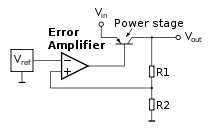 Vin
Power stage
Vout
Error
Amplifier
Vref
−
+
R1
R2